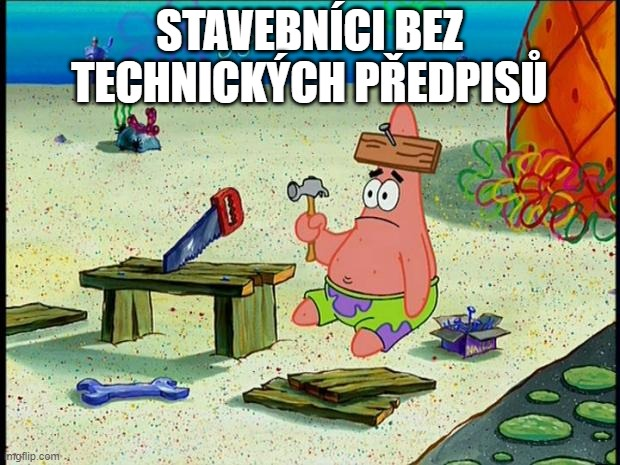 STAVEBNÍCI BEZ
TECHNICKÝCH PŘEDPISŮ
imgflip.com